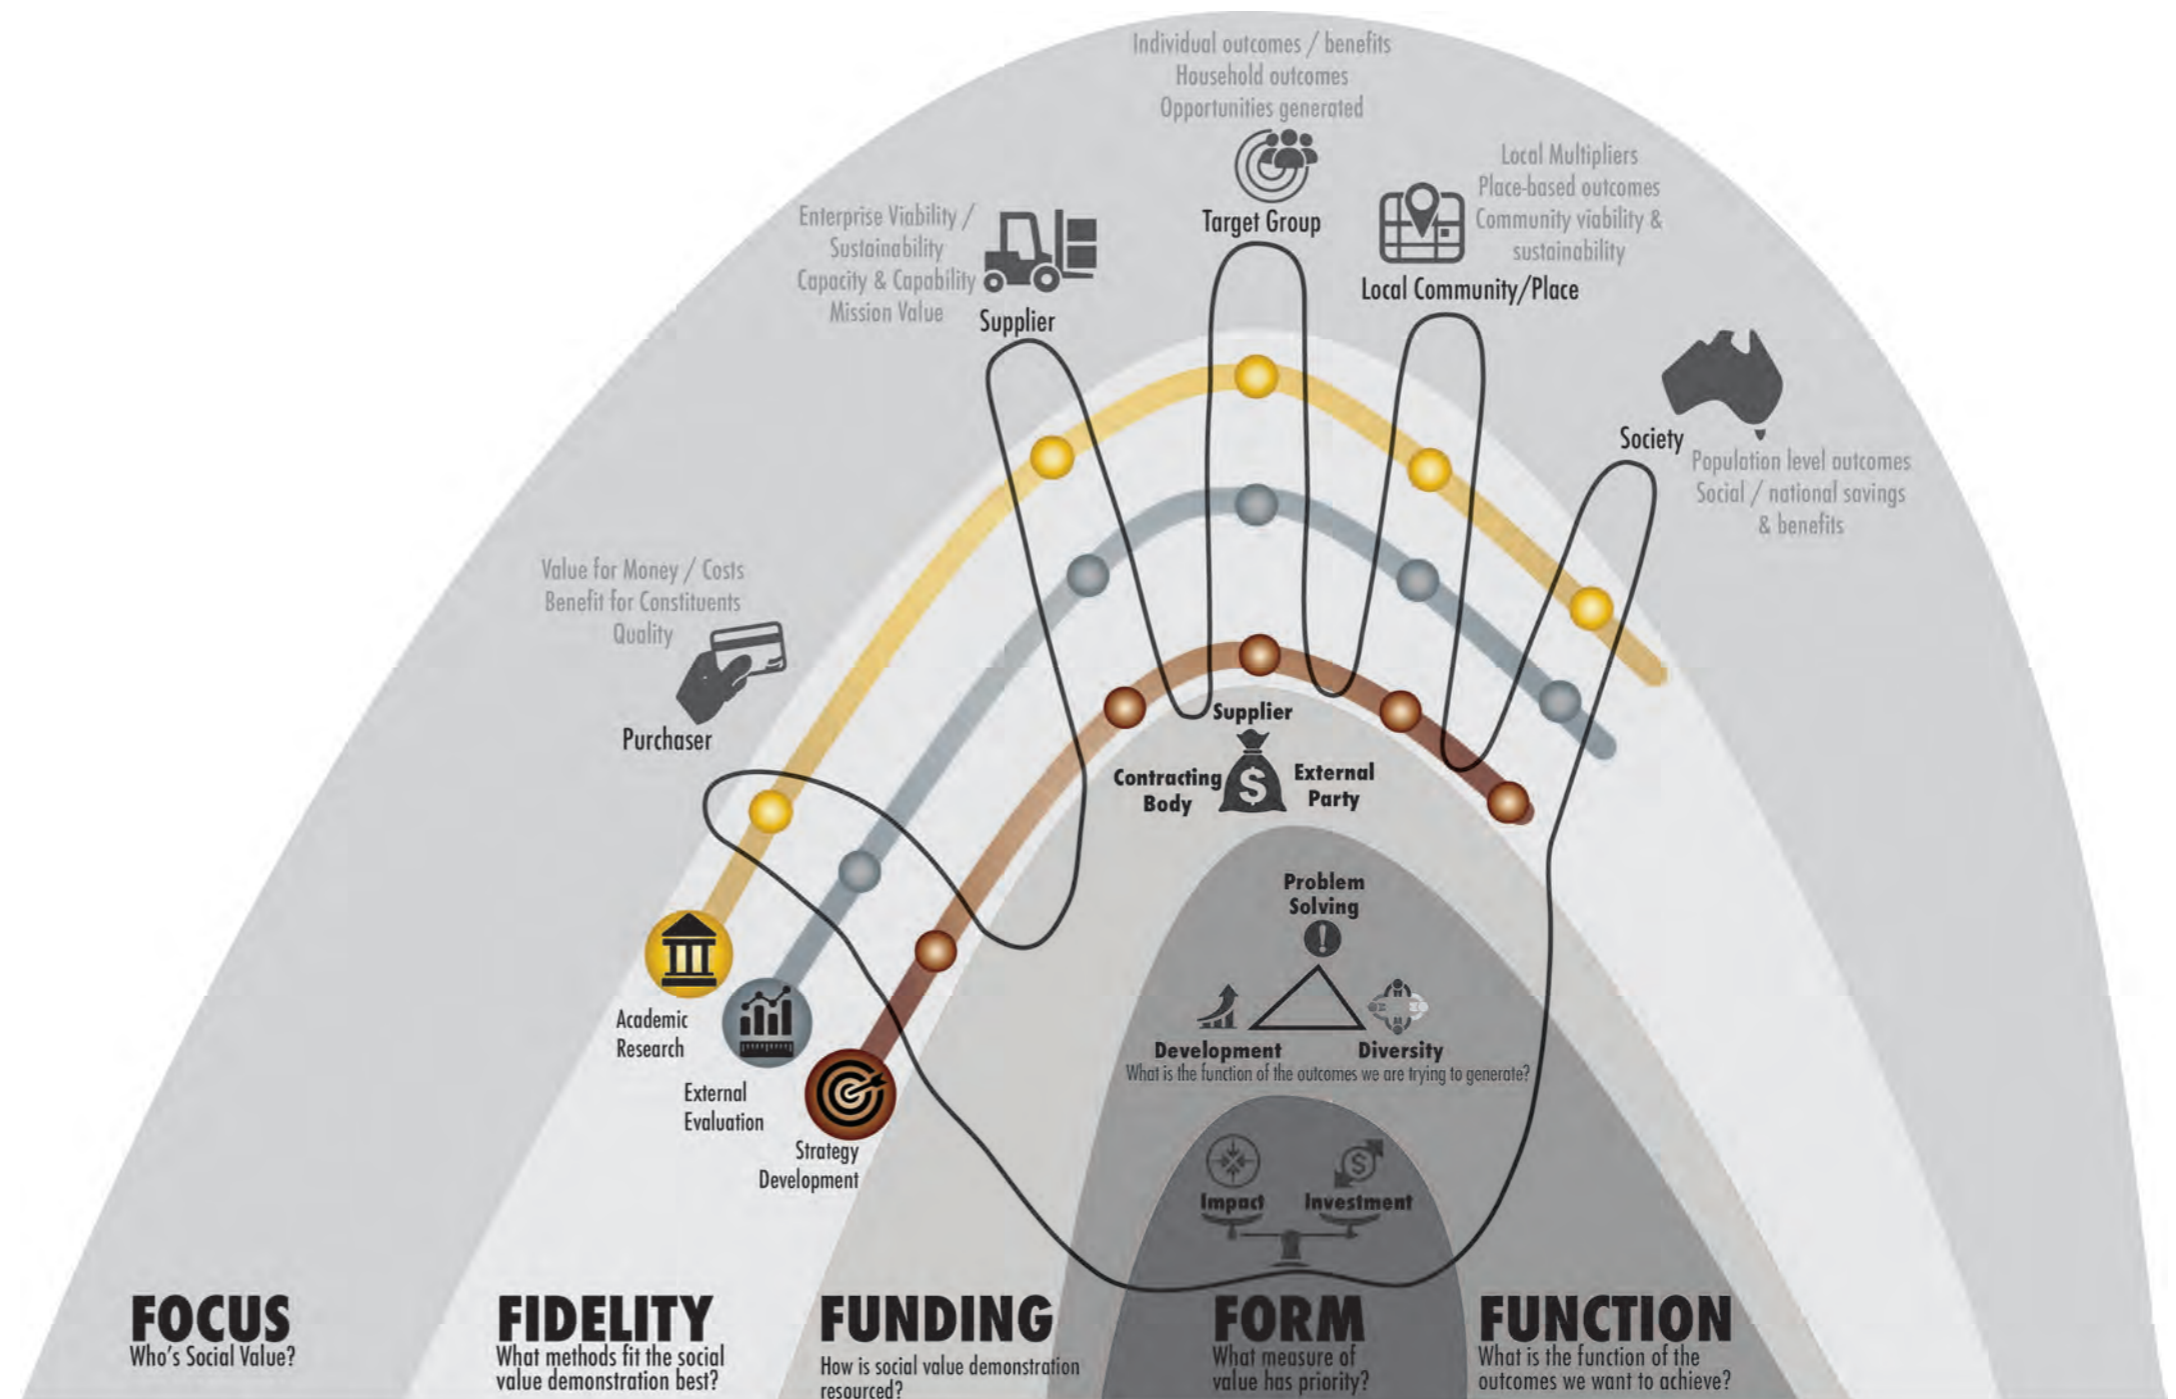 Individual outcomes / benefits
Household outcomes
Opportunities generated
Target Group
Local Multipliers
Place-based outcomes
Community viability &
sustainability
Local Community/Place
Enterprise Viability /
Sustainability
Capacity & Capability
Mission Value
Supplier
Society
Population level outcomes
Social / national savings
& benefits
Value for Money / Costs
Benefit for Constituents
Quality
Purchaser
Supplier
Contracting
Body
$
External
Party
Problem
Solving
!
Academic
Research
External
Evaluation
Strategy
Development
Development
Diversity
What is the function of the outcomes we are trying to generate?
$
Impact
Investment
FOCUS
Who's Social Value?
FIDELITY
What methods fit the social
value demonstration best?
FUNDING
How is social value demonstration
resourced?
FORM
What measure of
value has priority?
FUNCTION
What is the function of the
outcomes we want to achieve?